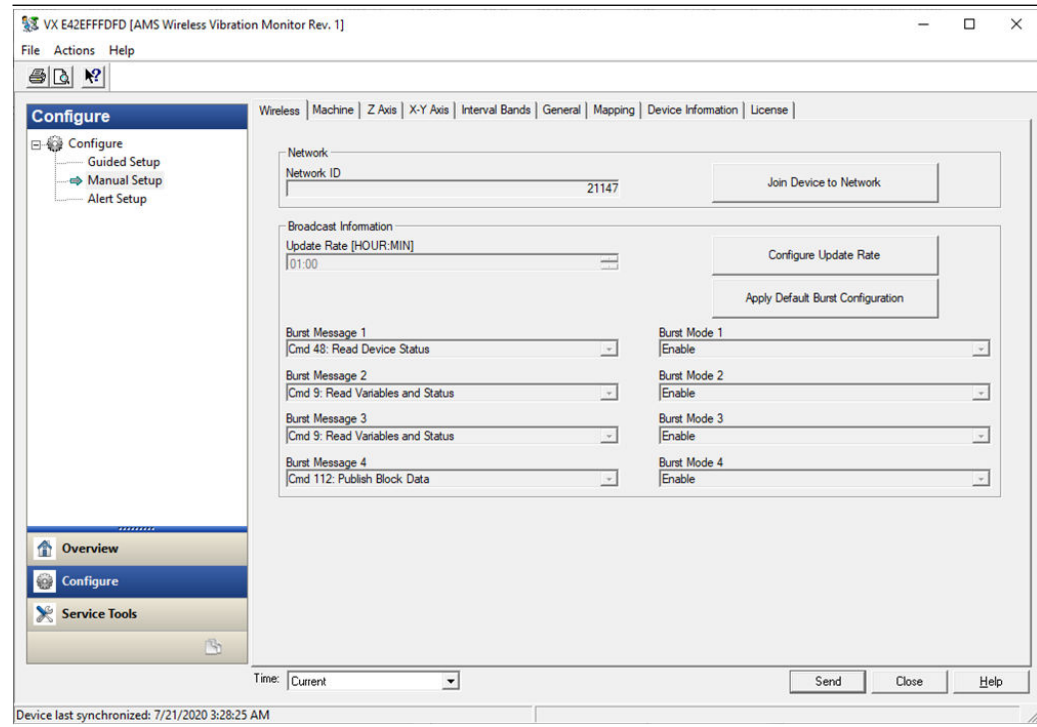 VX E42EFFFDFD [AMS Wireless Vibration Monitor Rev. 1]
File Actions Help
Configure
Configure
Guided Setup
Manual Setup
Alert Setup
Overview
Configure
Service Tools
Wireless Machine Z Axis X-Y Axis Interval Bands General Mapping Device Information License
Network
Network ID
21147
Join Device to Network
Broadcast Information
Update Rate [HOUR:MIN]
01:00
Configure Update Rate
Apply Default Burst Configuration
Burst Message 1 Burst Mode 1
Cmd 48: Read Device Status Enable
Burst Message 2 Burst Mode 2
Cmd 9: Read Variables and Status Enable
Burst Message 3 Burst Mode 3
Cmd 9: Read Variables and Status Enable
Burst Message 4 Burst Mode 4
Cmd 112: Publish Block Data Enable
Time: Current Send Close Help
Device last synchronized: 7/21/2020 3:28:25 AM